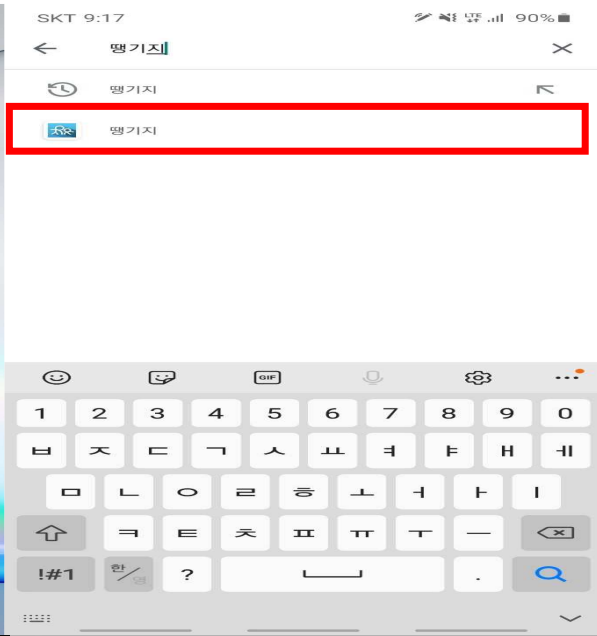 SKT 9:17 LTE 90%
땡기지
땡기지
땡기지
GIF
1 2 3 4 5 6 7 8 9 0
ㅂ ㅈ ㄷ ㄱ ㅅ ㅛ ㅕ ㅑ ㅐ ㅔ
ㅁ ㄴ ㅇ ㄹ ㅎ ㅗ ㅓ ㅏ ㅣ
ㅋ ㅌ ㅊ ㅍ ㅠ ㅜ ㅡ
!#1 한/영 ? .